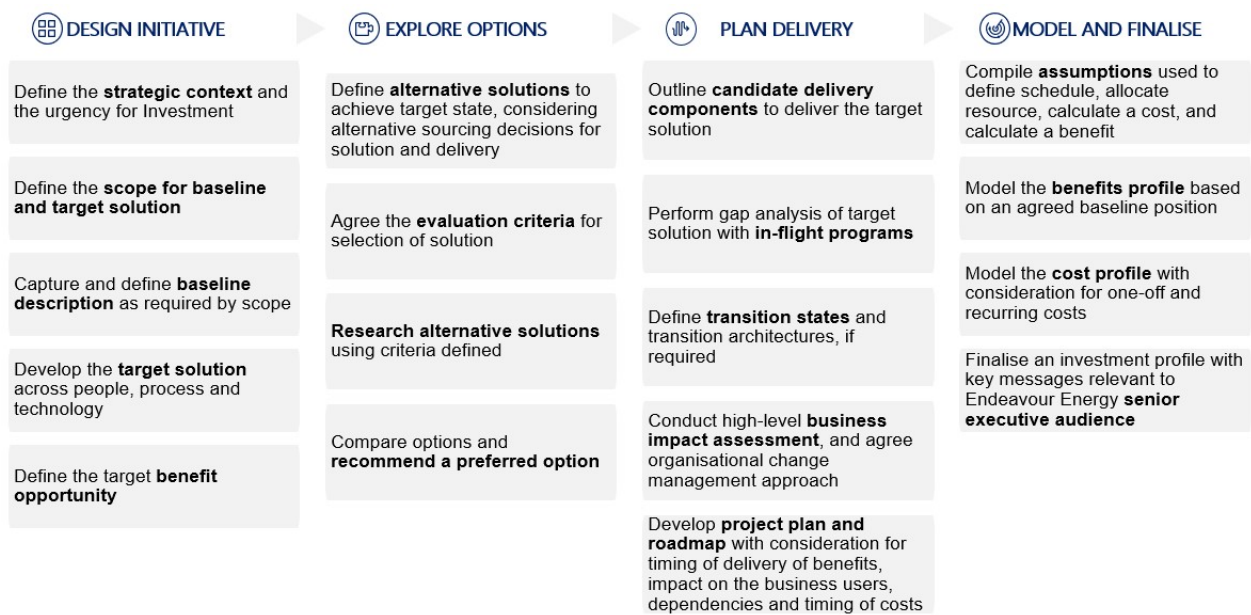 DESIGN INITIATIVE
Define the strategic context and
the urgency for Investment
Define the scope for baseline
and target solution
Capture and define baseline
description as required by scope
Develop the target solution
across people, process and
technology
Define the target benefit
opportunity
EXPLORE OPTIONS
Define alternative solutions to
achieve target state, considering
alternative sourcing decisions for
solution and delivery
Agree the evaluation criteria for
selection of solution
Research alternative solutions
using criteria defined
Compare options and
recommend a preferred option
PLAN DELIVERY
Outline candidate delivery
components to deliver the target
solution
Perform gap analysis of target
solution with in-flight programs
Define transition states and
transition architectures, if
required
Conduct high-level business
impact assessment, and agree
organisational change
management approach
Develop project plan and
roadmap with consideration for
timing of delivery of benefits,
impact on the business users,
dependencies and timing of costs
MODEL AND FINALISE
Compile assumptions used to
define schedule, allocate
resource, calculate a cost, and
calculate a benefit
Model the benefits profile based
on an agreed baseline position
Model the cost profile with
consideration for one-off and
recurring costs
Finalise an investment profile with
key messages relevant to
Endeavour Energy senior
executive audience